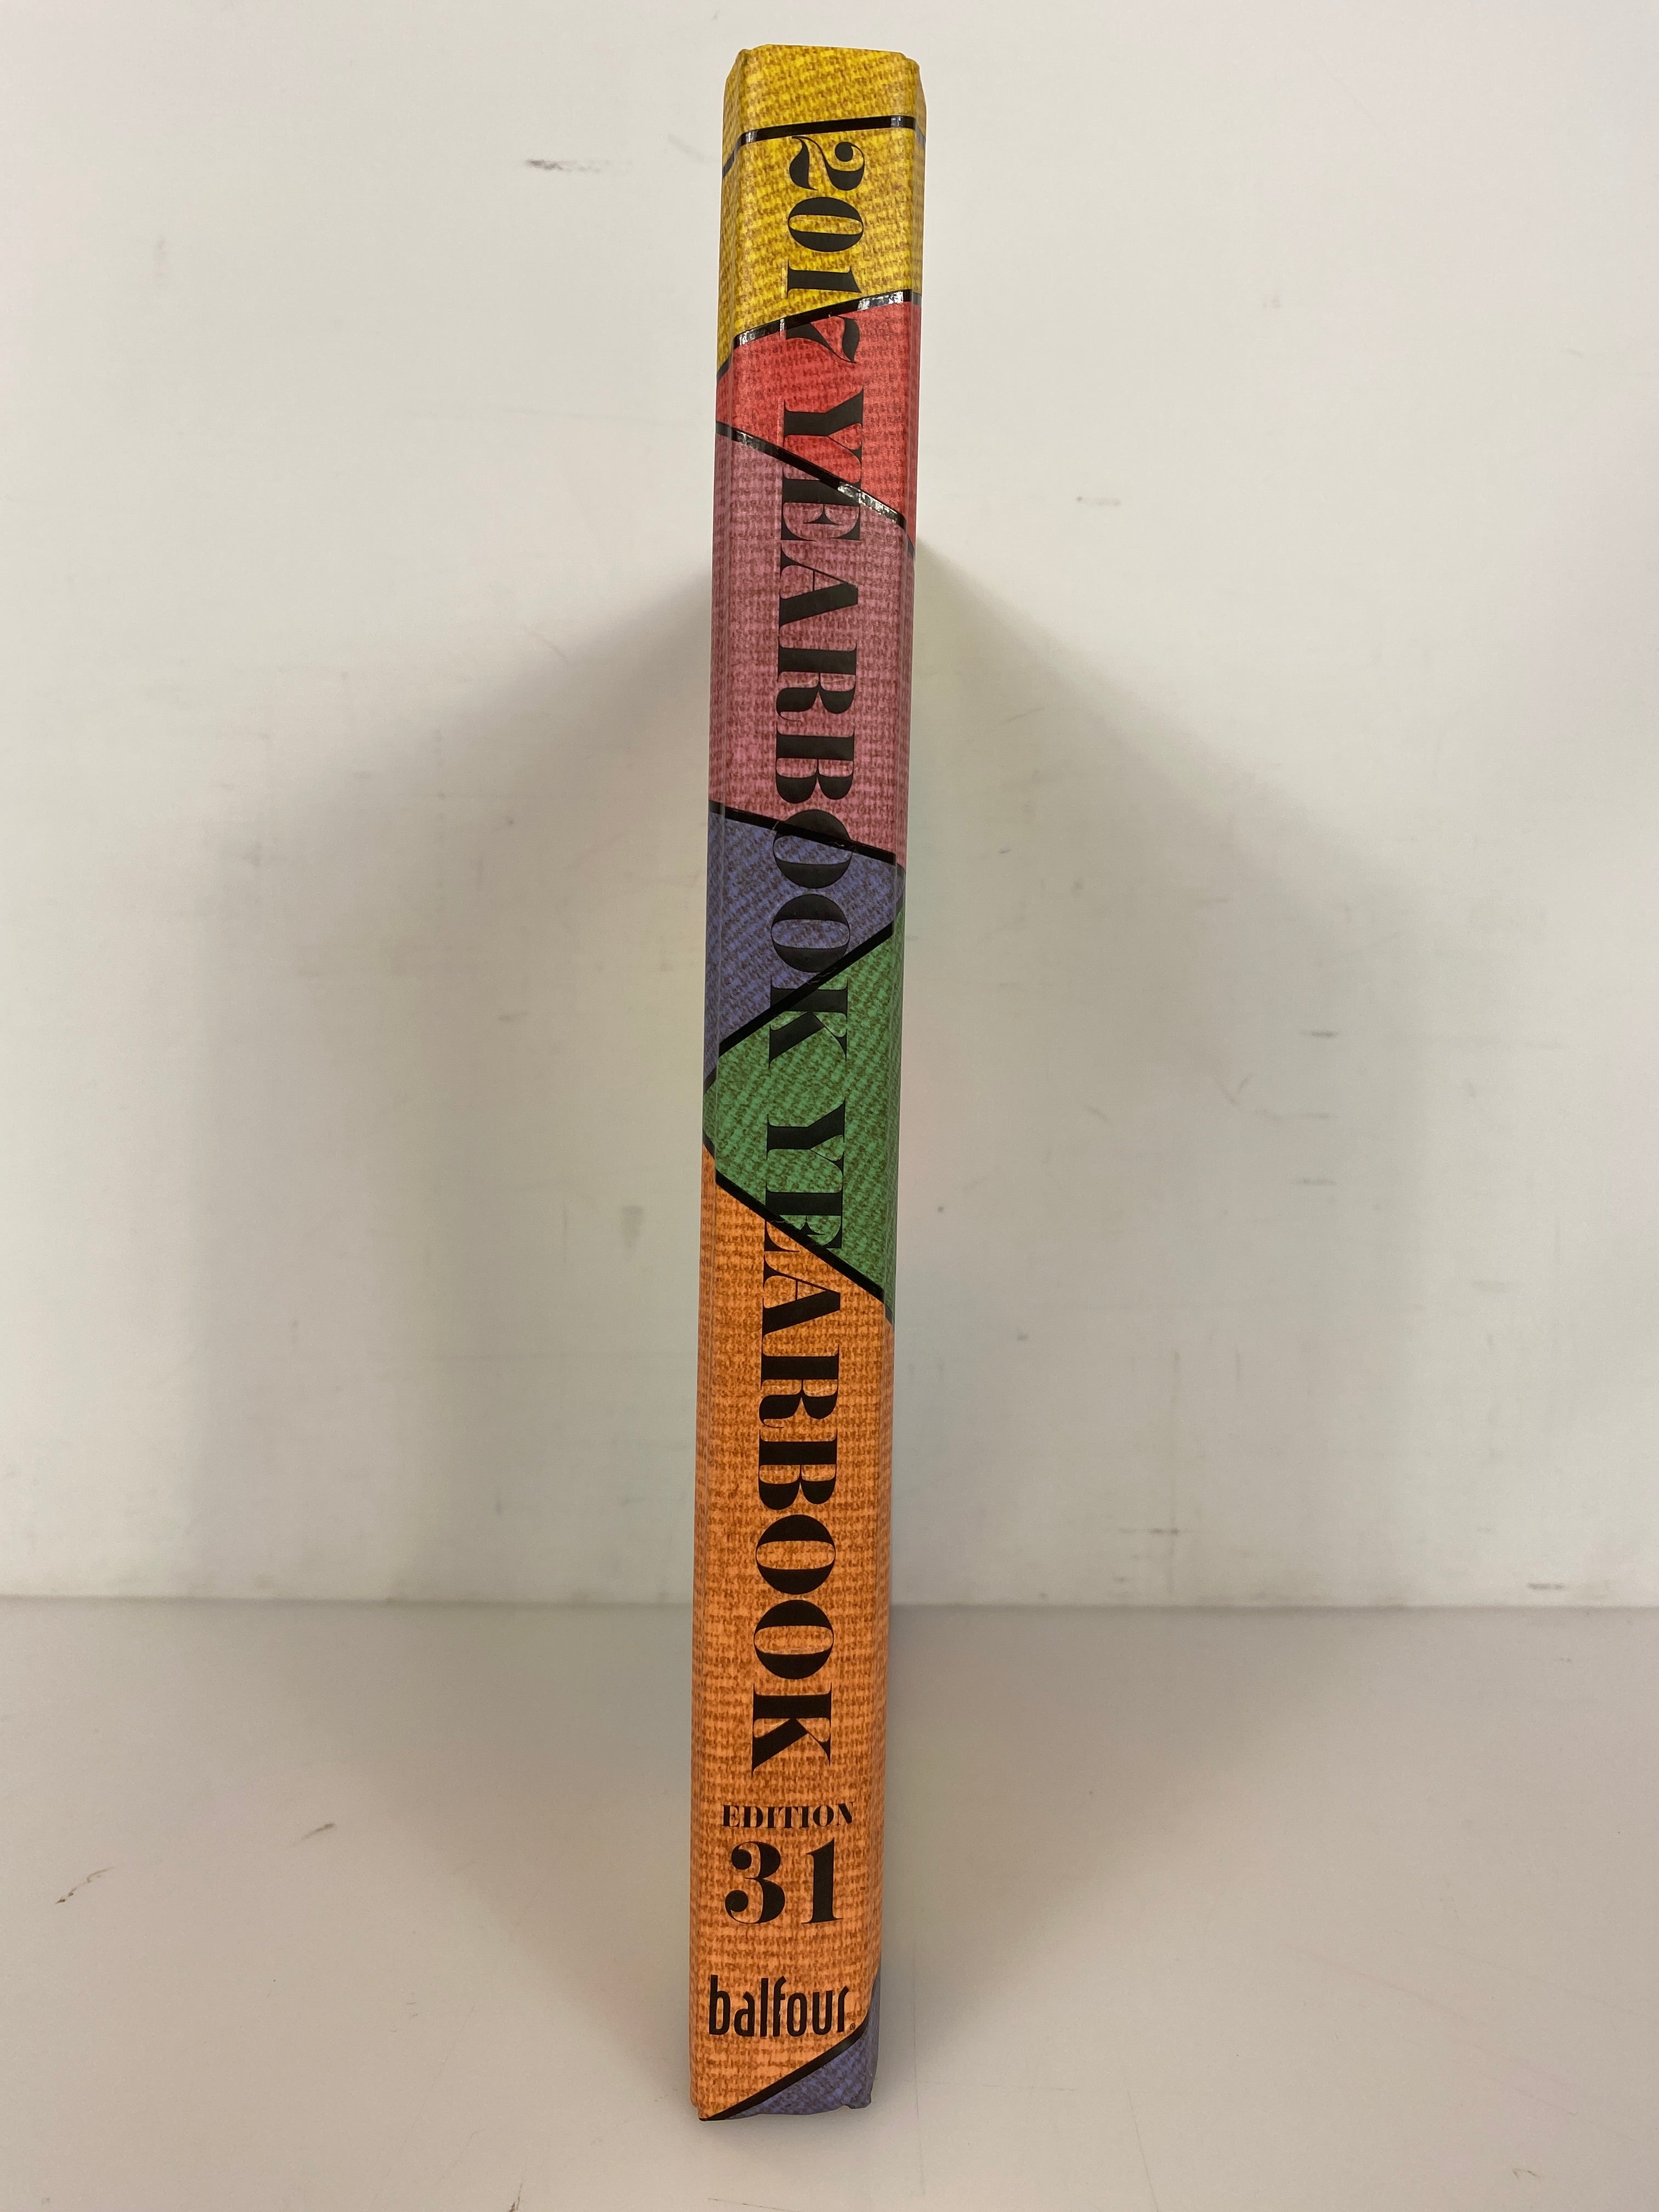 2017 YEARBOOK YEARBOOK
EDITION
31
balfour.